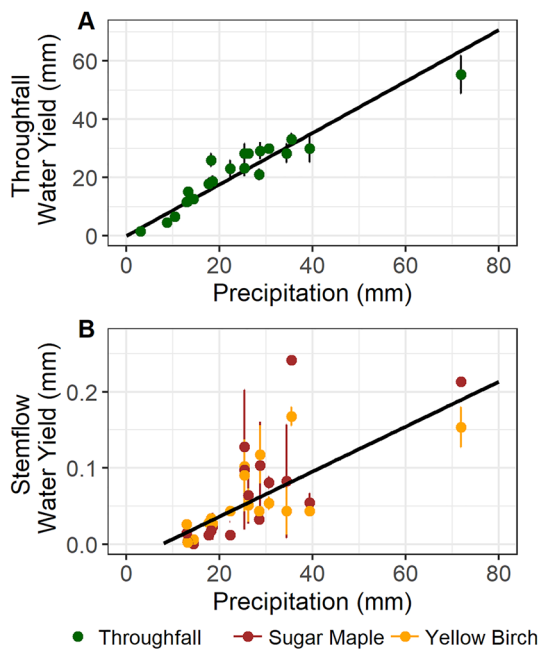 A
Throughfall
Water Yield (mm)
60
40
20
0
0 20 40 60 80
Precipitation (mm)
B
Stemflow
Water Yield (mm)
0.2
0.1
0.0
0 20 40 60 80
Precipitation (mm)
Throughfall Sugar Maple Yellow Birch